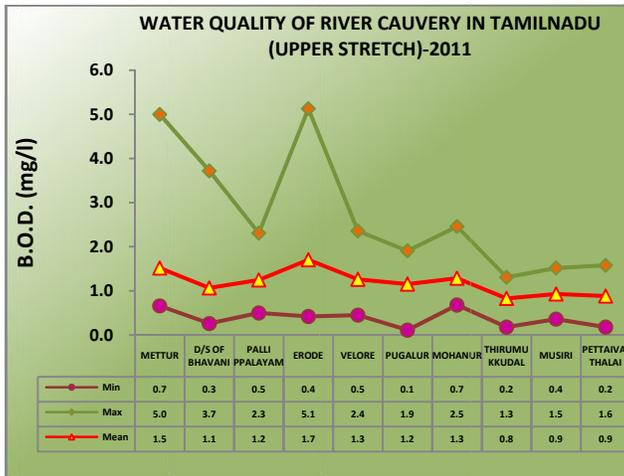 WATER QUALITY OF RIVER CAUVERY IN TAMILNADU
(UPPER STRETCH)-2011
B.O.D. (mg/l)
6.0
5.0
4.0
3.0
2.0
1.0
0.0
METTUR D/S OF BHAVANI PALLI PPALAYAM ERODE VELORE PUGALUR MOHANUR THIRUMU KKUDAL MUSIRI PETTAIVA THALAI
Min 0.7 0.3 0.5 0.4 0.5 0.1 0.7 0.2 0.4 0.2
Max 5.0 3.7 2.3 5.1 2.4 1.9 2.5 1.3 1.5 1.6
Mean 1.5 1.1 1.2 1.7 1.3 1.2 1.3 0.8 0.9 0.9